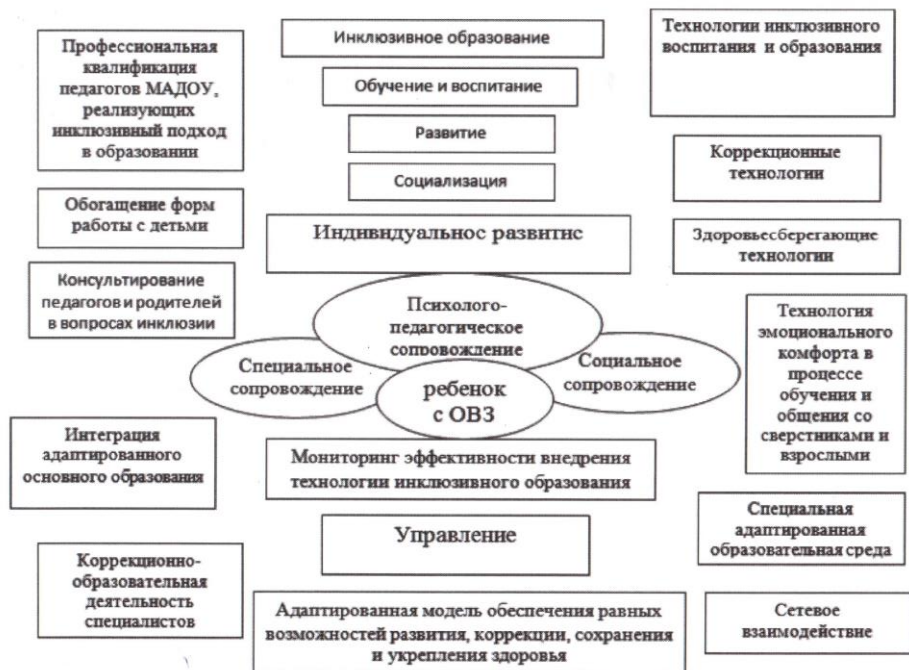 Профессиональная
квалификация
педагогов МАДОУ,
реализующих
инклюзивный подход
в образовании
Обогащение форм
работы с детьми
Консультирование
педагогов и родителей
в вопросах инклюзии
Интеграция
адаптированного
основного образования
Коррекционно-
образовательная
деятельность
специалистов
Инклюзивное образование
Обучение и воспитание
Развитие
Социализация
Индивидуальное развитие
Психолого-
педагогическое
сопровождение
Специальное
сопровождение
Социальное
сопровождение
ребенок
с ОВЗ
Мониторинг эффективности внедрения
технологии инклюзивного образования
Управление
Адаптированная модель обеспечения равных
возможностей развития, коррекции, сохранения
и укрепления здоровья
Технологии инклюзивного
воспитания и образования
Коррекционные
технологии
Здоровьесберегающие
технологии
Технология
эмоционального
комфорта в
процессе
обучения и
общения со
сверстниками и
взрослыми
Специальная
адаптированная
образовательная среда
Сетевое
взаимодействие